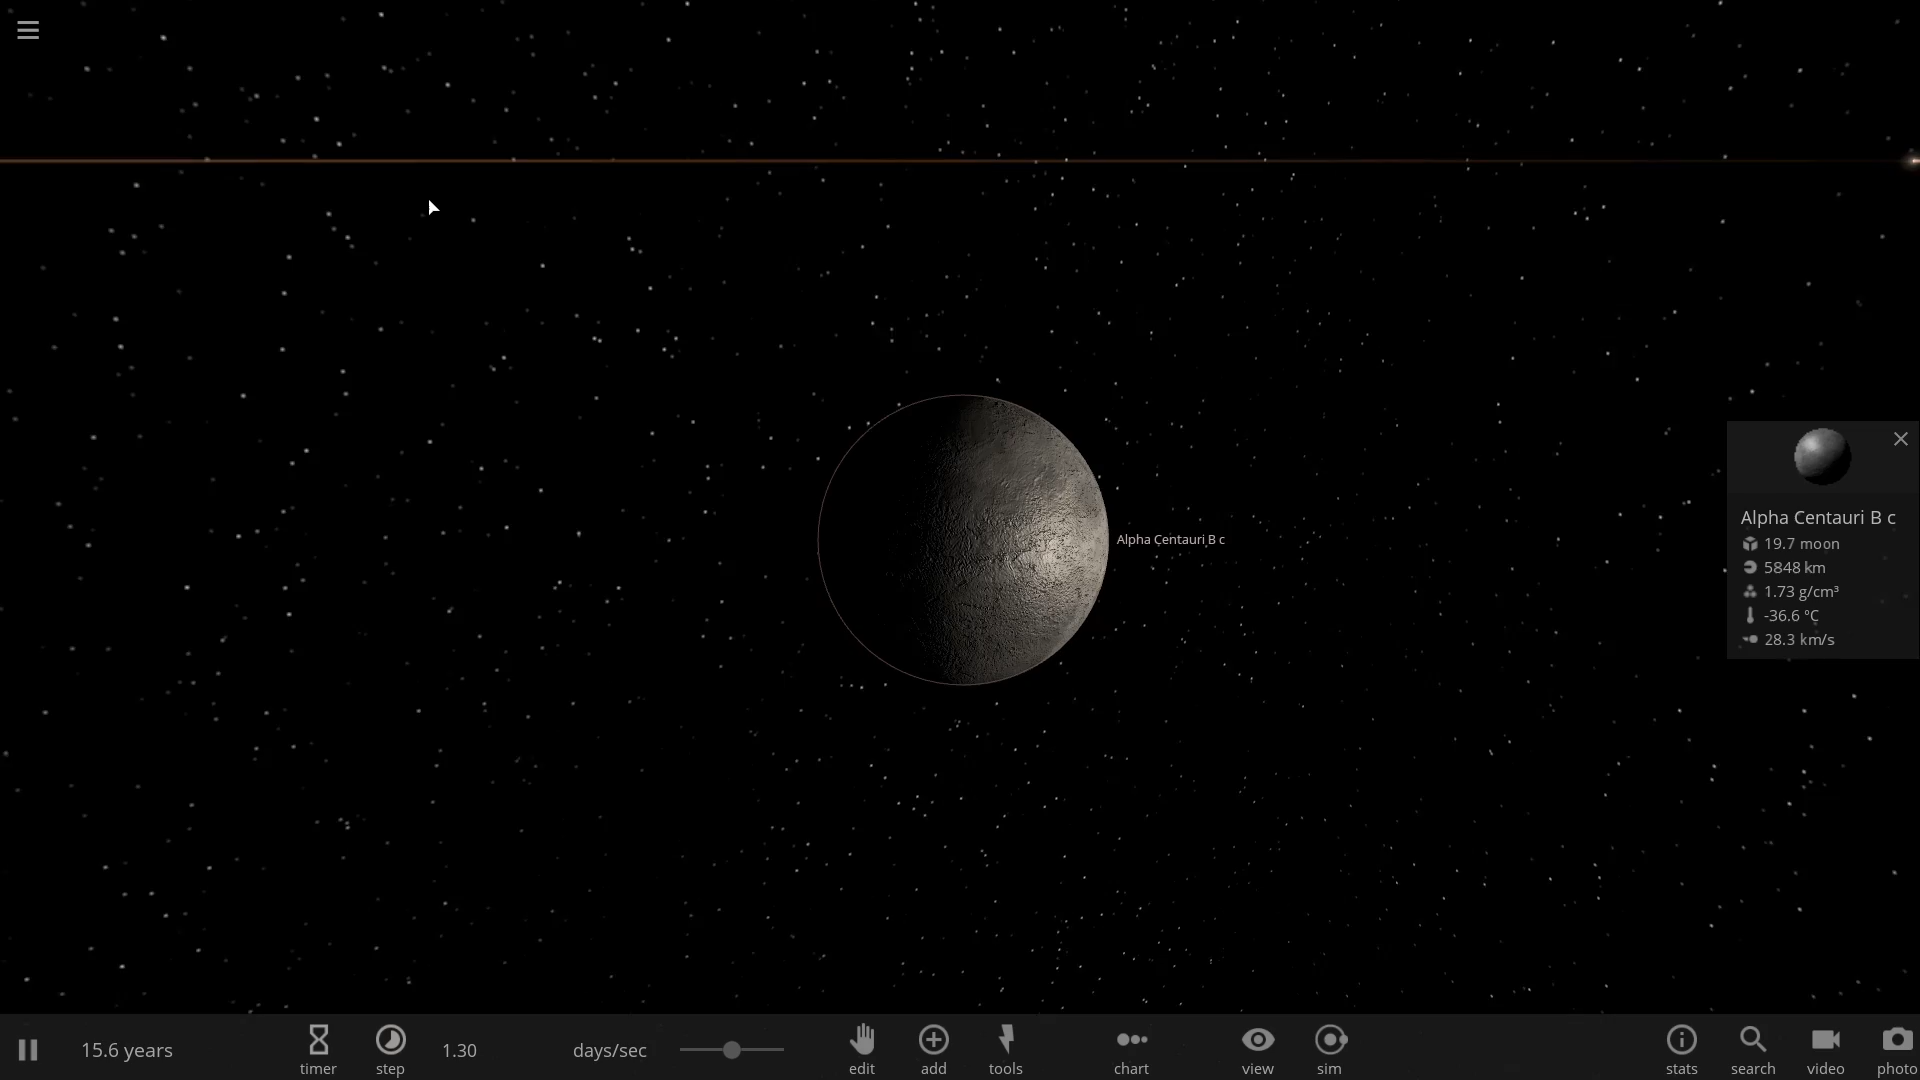 Alpha Centauri B c
Alpha Centauri B c
19.7 moon
5848 km
1.73 g/cm³
-36.6 °C
28.3 km/s
15.6 years
timer
step
1.30
days/sec
edit
add
tools
chart
view
sim
stats
search
video
photo